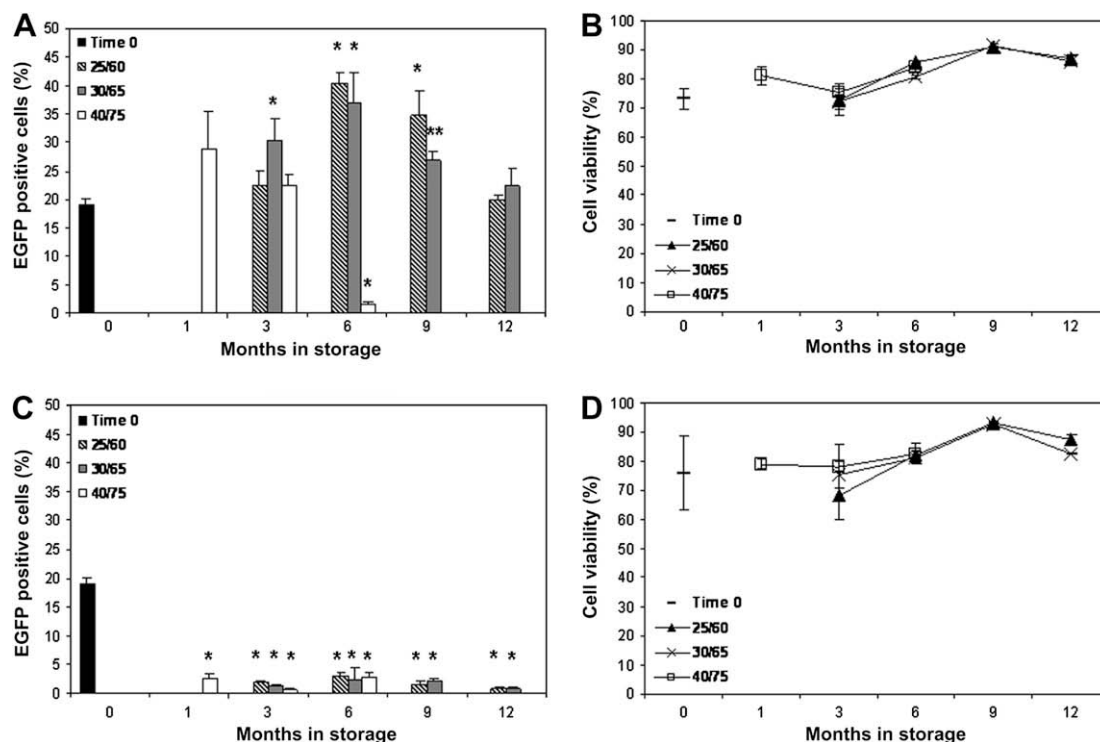 A
EGFP positive cells (%)
50
45
40
35
30
25
20
15
10
5
0
Time 0
25/60
30/65
40/75
* * * * * ** 
0 1 3 6 9 12
Months in storage
B
Cell viability (%)
100
90
80
70
60
50
40
30
20
10
0
Time 0
25/60
30/65
40/75
0 1 3 6 9 12
Months in storage
C
EGFP positive cells (%)
50
45
40
35
30
25
20
15
10
5
0
Time 0
25/60
30/65
40/75
* * * * * * * * * * *
0 1 3 6 9 12
Months in storage
D
Cell viability (%)
100
90
80
70
60
50
40
30
20
10
0
Time 0
25/60
30/65
40/75
0 1 3 6 9 12
Months in storage